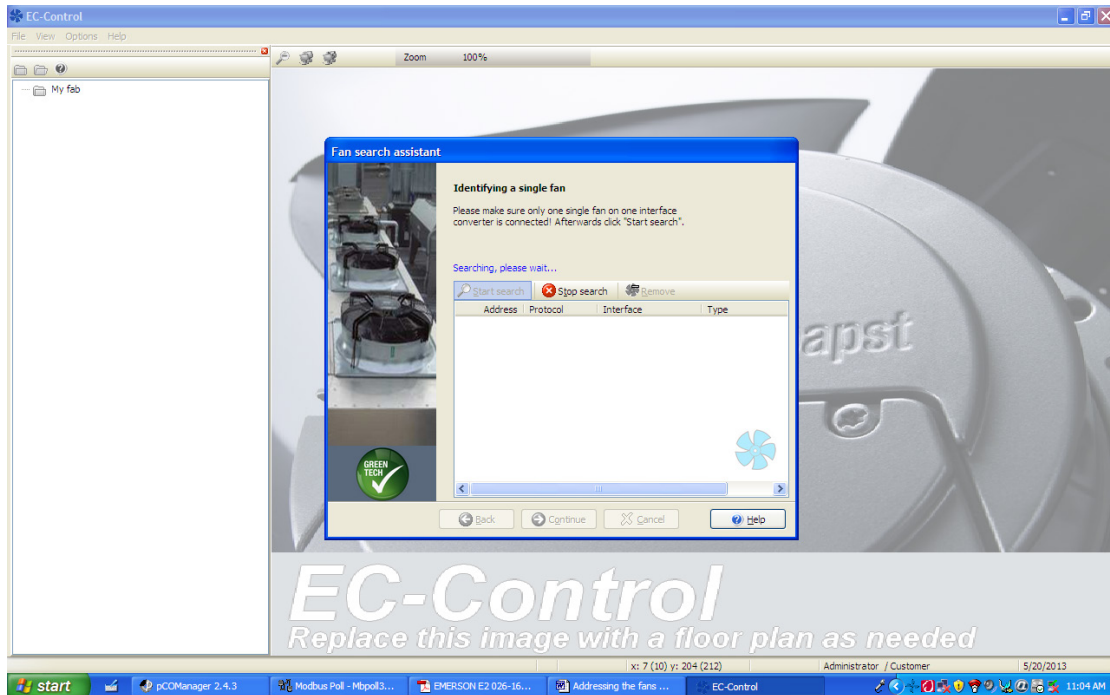 EC-Control
File View Options Help
Zoom 100%
My fab
Fan search assistant
Identifying a single fan
Please make sure only one single fan on one interface
converter is connected! Afterwards click "Start search".
Searching, please wait...
Start search Stop search Remove
Address Protocol Interface Type
apst
GREEN
TECH
Back Continue Cancel Help
EC-Control
Replace this image with a floor plan as needed
x: 7 (10) y: 204 (212) Administrator / Customer 5/20/2013
start pCOManager 2.4.3 Modbus Poll - Mbpoll3... EMERSON E2 026-16... Addressing the fans ... EC-Control 11:04 AM